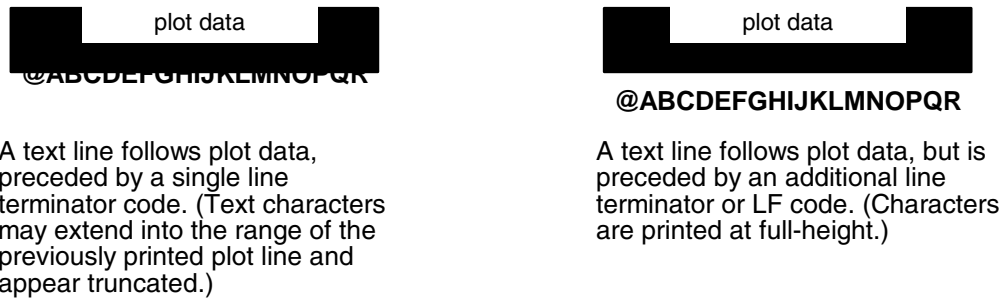 plot data
@ABCDEFGHIJKLMNOPQR
A text line follows plot data,
preceded by a single line
terminator code. (Text characters
may extend into the range of the
previously printed plot line and
appear truncated.)
plot data
@ABCDEFGHIJKLMNOPQR
A text line follows plot data, but is
preceded by an additional line
terminator or LF code. (Characters
are printed at full-height.)